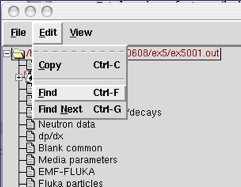 File Edit View
0608/ex5/ex5001.out
Copy Ctrl-C
Find Ctrl-F
/decays
Find Next Ctrl-G
Neutron data
dp/dx
Blank common
Media parameters
EMF-FLUKA
Fluka particles